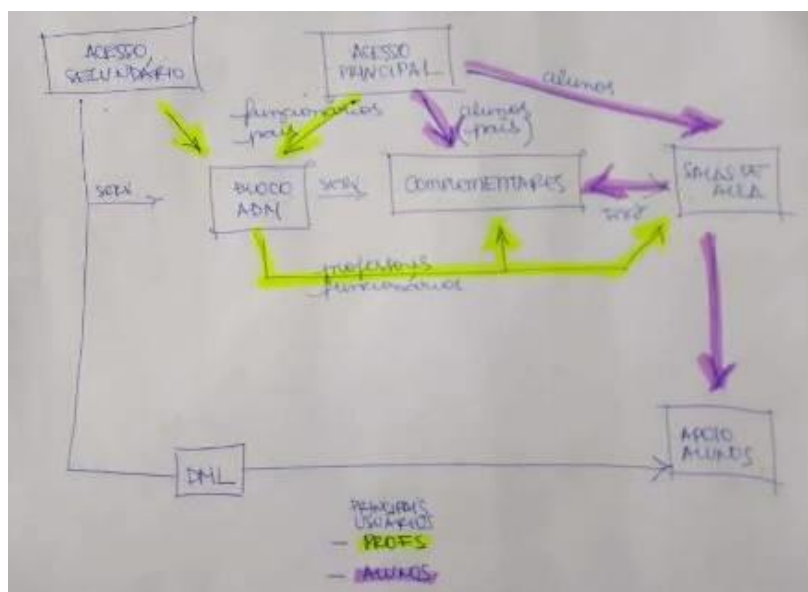 ACESSO
SECUNDÁRIO
ACESSO
PRINCIPAL
alunos
funcionários
pais
(alunos
pais)
SERV.
BLOCO
ADM
SERV.
COMPLEMENTARES
SERV.
SALAS DE
AULA
professores
funcionários
DML
APOIO
ALUNOS
PRINCIPAIS
USUÁRIOS
- PROFS
- ALUNOS